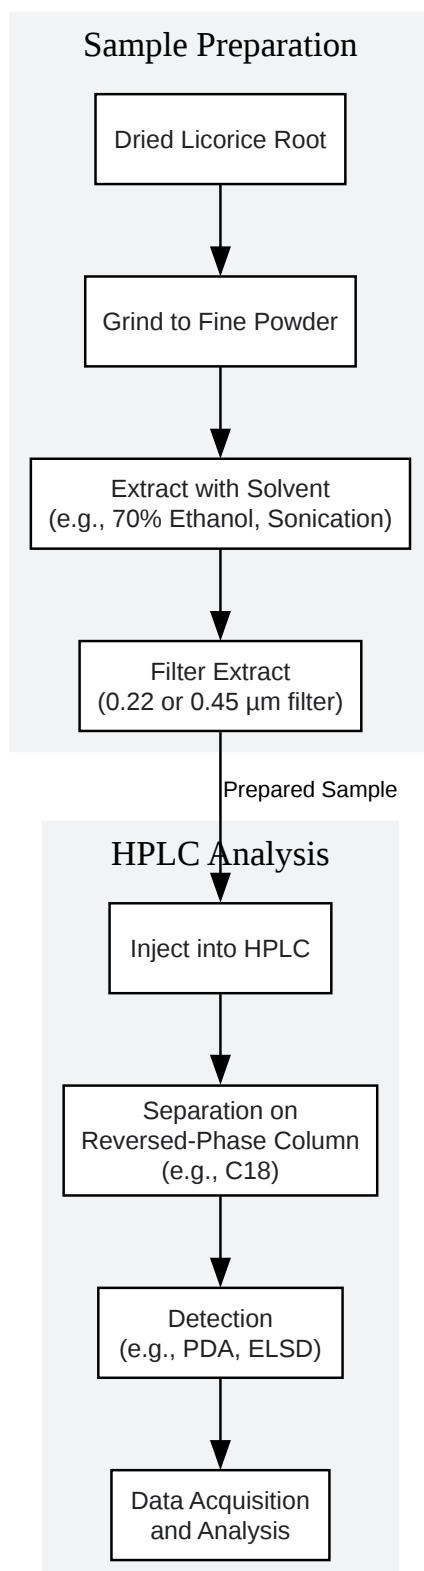 Sample Preparation
Dried Licorice Root
Grind to Fine Powder
Extract with Solvent
(e.g., 70% Ethanol, Sonication)
Filter Extract
(0.22 or 0.45 µm filter)
Prepared Sample
HPLC Analysis
Inject into HPLC
Separation on
Reversed-Phase Column
(e.g., C18)
Detection
(e.g., PDA, ELSD)
Data Acquisition
and Analysis